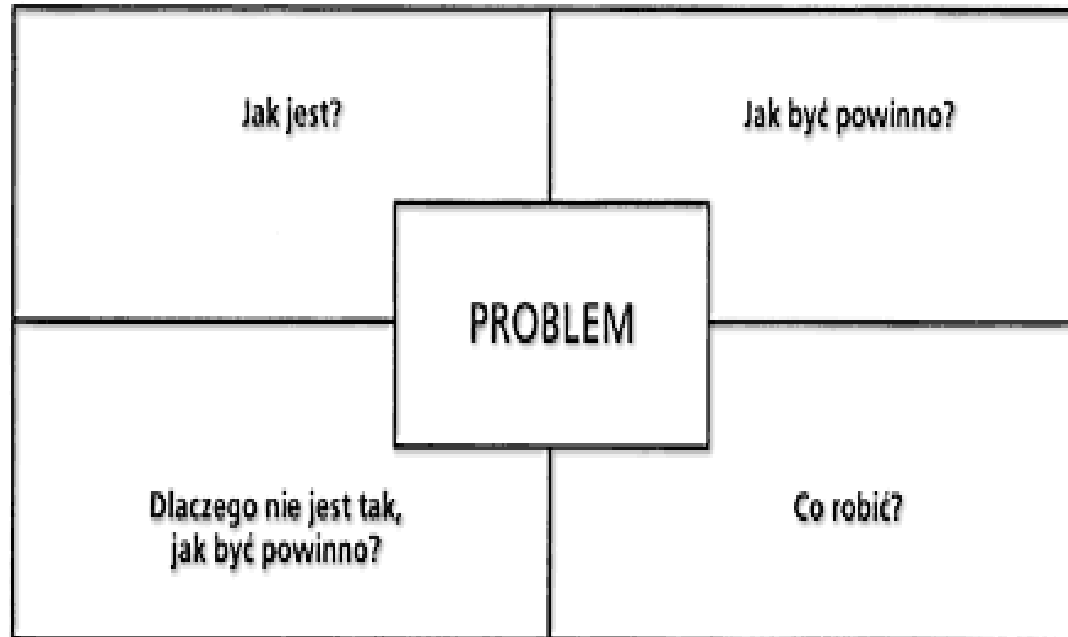 Jak jest?
Jak być powinno?
PROBLEM
Dlaczego nie jest tak,
jak być powinno?
Co robić?